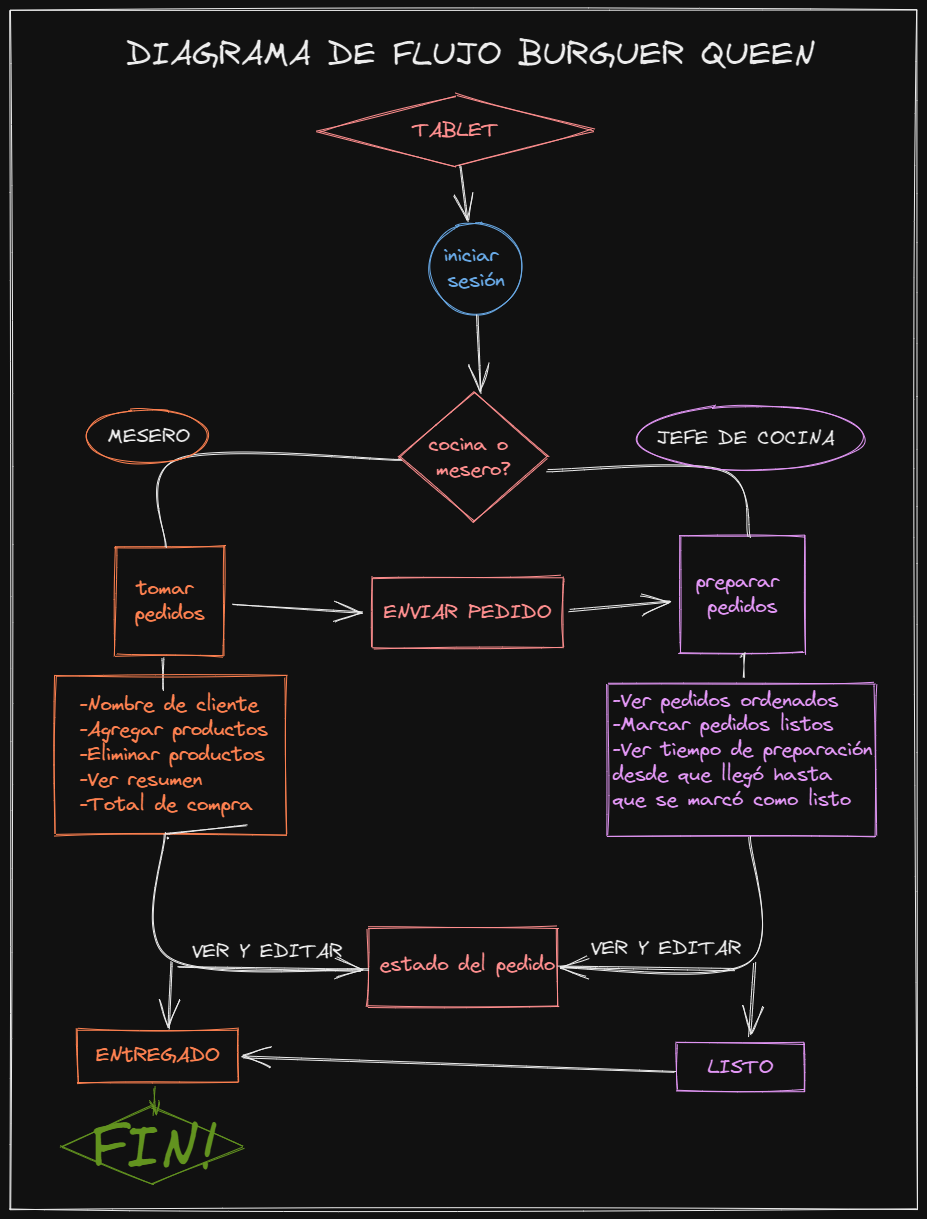 DIAGRAMA DE FLUJO BURGUER QUEEN
TABLET
iniciar
sesión
cocina o
mesero?
MESERO
JEFE DE COCINA
tomar
pedidos
ENVIAR PEDIDO
preparar
pedidos
-Nombre de cliente
-Agregar productos
-Eliminar productos
-Ver resumen
-Total de compra
-Ver pedidos ordenados
-Marcar pedidos listos
-Ver tiempo de preparación
desde que llegó hasta
que se marcó como listo
VER Y EDITAR
estado del pedido
VER Y EDITAR
ENTREGADO
LISTO
FIN!